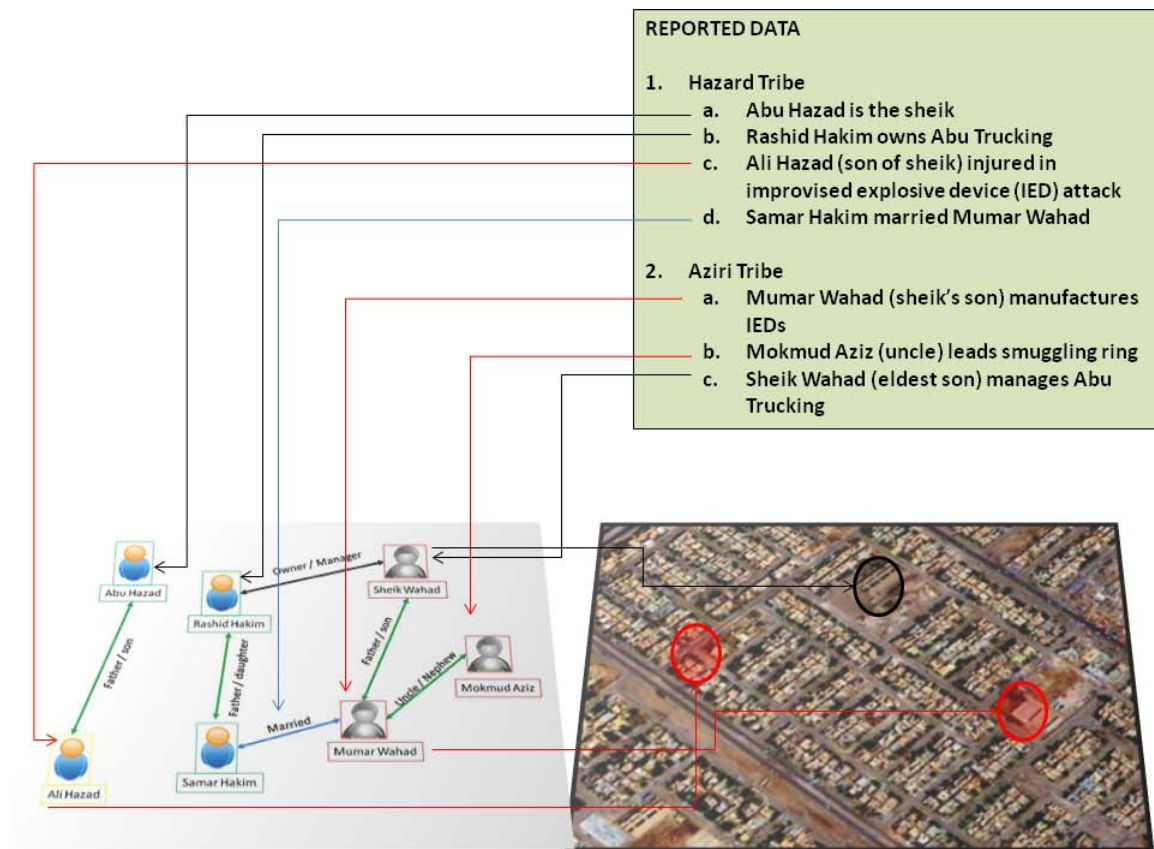 REPORTED DATA
1. Hazard Tribe
a. Abu Hazad is the sheik
b. Rashid Hakim owns Abu Trucking
c. Ali Hazad (son of sheik) injured in
improvised explosive device (IED) attack
d. Samar Hakim married Mumar Wahad
2. Aziri Tribe
a. Mumar Wahad (sheik’s son) manufactures
IEDs
b. Mokmud Aziz (uncle) leads smuggling ring
c. Sheik Wahad (eldest son) manages Abu
Trucking
Owner / Manager
Abu Hazad
Sheik Wahad
Rashid Hakim
Father / son
Father / daughter
Father / son
Uncle / Nephew
Mokmud Aziz
Married
Mumar Wahad
Samar Hakim
Ali Hazad